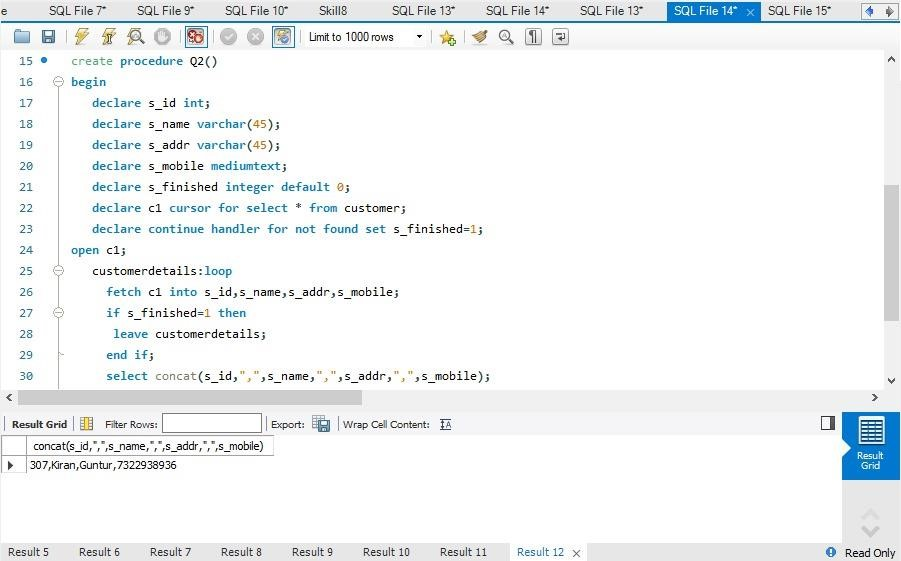 e SQL File 7* SQL File 9* SQL File 10* Skill8 SQL File 13* SQL File 14* SQL File 13* SQL File 14* × SQL File 15*
Limit to 1000 rows
15 create procedure Q2()
16 begin
17 declare s_id int;
18 declare s_name varchar(45);
19 declare s_addr varchar(45);
20 declare s_mobile mediumtext;
21 declare s_finished integer default 0;
22 declare c1 cursor for select * from customer;
23 declare continue handler for not found set s_finished=1;
24 open c1;
25 customerdetails:loop
26 fetch c1 into s_id,s_name,s_addr,s_mobile;
27 if s_finished=1 then
28 leave customerdetails;
29 end if;
30 select concat(s_id,",",s_name,",",s_addr,",",s_mobile);
Result Grid Filter Rows: Export: Wrap Cell Content: IA
concat(s_id,",",s_name,",",s_addr,",",s_mobile)
307,Kiran,Guntur,7322938936
Result
Grid
Result 5 Result 6 Result 7 Result 8 Result 9 Result 10 Result 11 Result 12 × Read Only